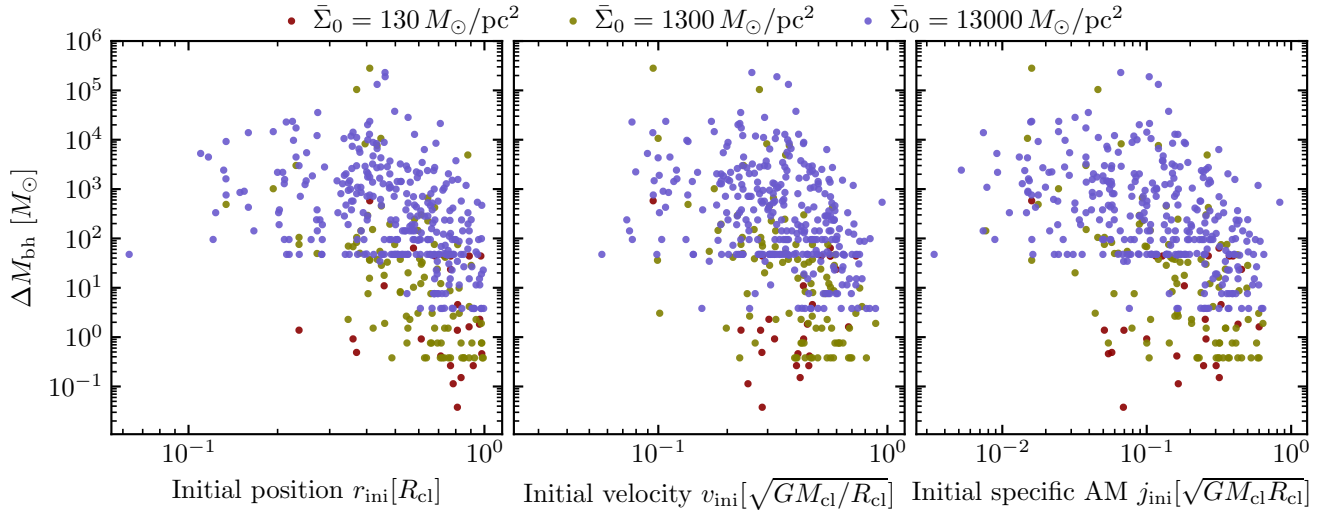 Σ̄₀ = 130 M☉/pc² Σ̄₀ = 1300 M☉/pc² Σ̄₀ = 13000 M☉/pc²
10⁶
10⁵
10⁴
10³
10²
10¹
10⁰
10⁻¹
ΔM_bh [M☉]
10⁻¹ 10⁰ 10⁻¹ 10⁰ 10⁻² 10⁻¹ 10⁰
Initial position r_ini[R_cl] Initial velocity v_ini[√(GM_cl/R_cl)] Initial specific AM j_ini[√(GM_clR_cl)]